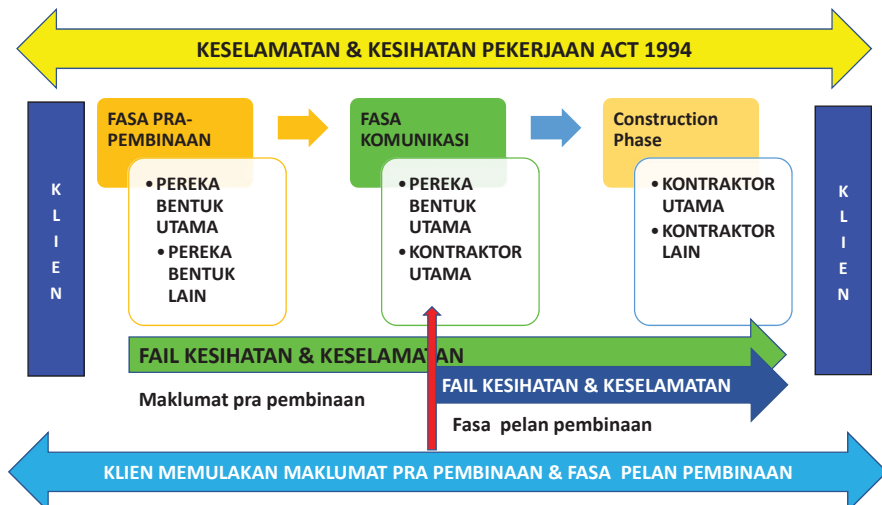 KESELAMATAN & KESIHATAN PEKERJAAN ACT 1994
KLIEN
FASA PRA-
PEMBINAAN
• PEREKA
BENTUK
UTAMA
• PEREKA
BENTUK
LAIN
FASA
KOMUNIKASI
• PEREKA
BENTUK
UTAMA
• KONTRAKTOR
UTAMA
Construction
Phase
• KONTRAKTOR
UTAMA
• KONTRAKTOR
LAIN
KLIEN
FAIL KESIHATAN & KESELAMATAN
Maklumat pra pembinaan
FAIL KESIHATAN & KESELAMATAN
Fasa pelan pembinaan
KLIEN MEMULAKAN MAKLUMAT PRA PEMBINAAN & FASA PELAN PEMBINAAN